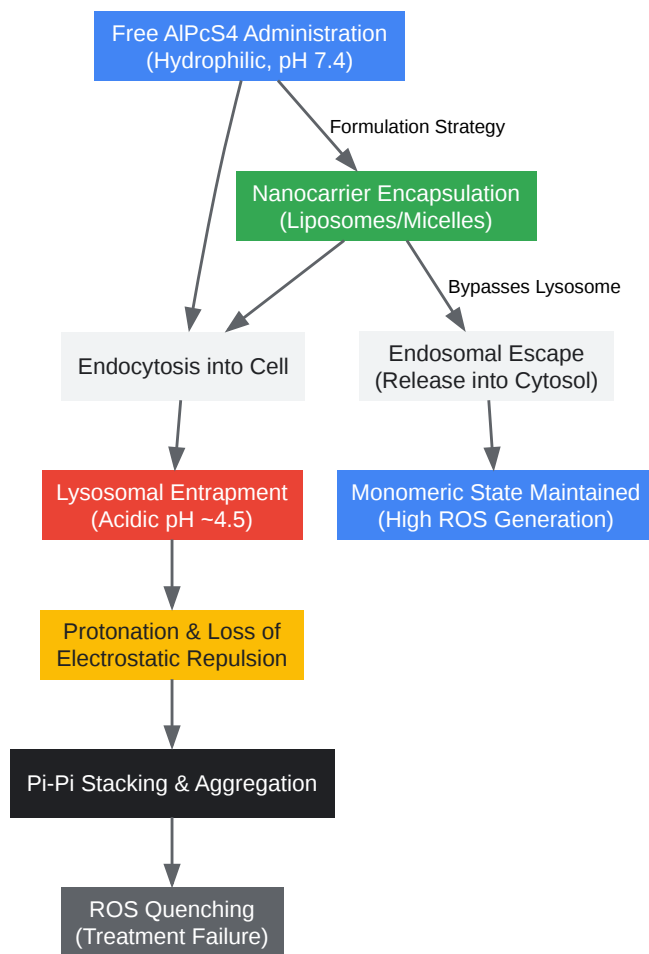 Free AlPcS4 Administration
(Hydrophilic, pH 7.4)
Formulation Strategy
Nanocarrier Encapsulation
(Liposomes/Micelles)
Bypasses Lysosome
Endocytosis into Cell
Endosomal Escape
(Release into Cytosol)
Lysosomal Entrapment
(Acidic pH ~4.5)
Monomeric State Maintained
(High ROS Generation)
Protonation & Loss of
Electrostatic Repulsion
Pi-Pi Stacking & Aggregation
ROS Quenching
(Treatment Failure)